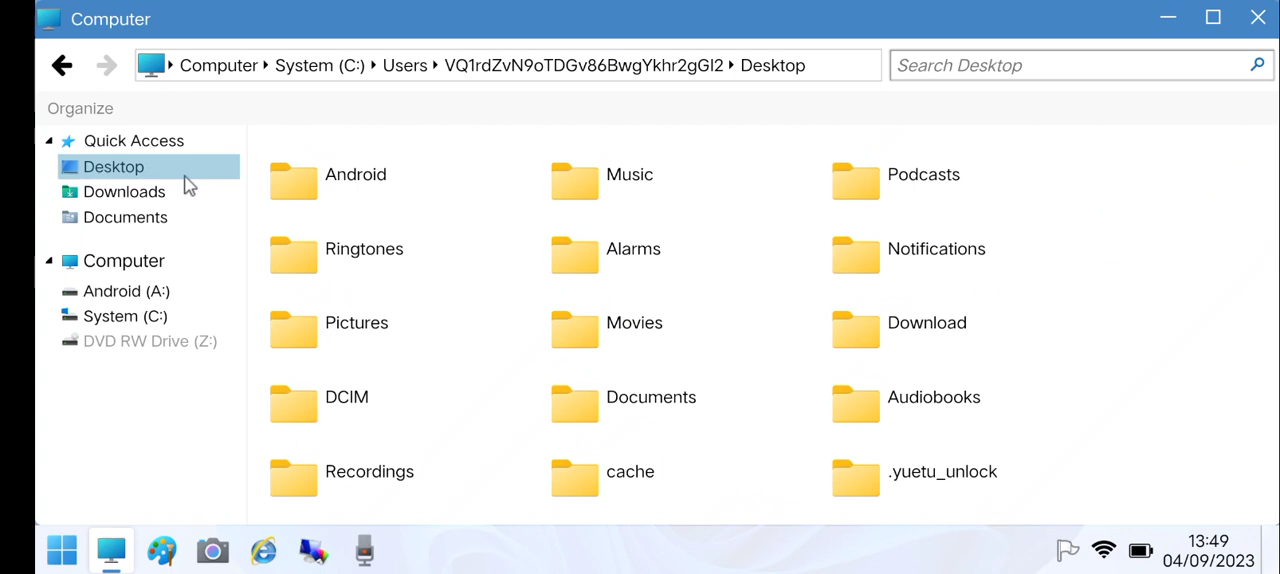 Computer
Computer System (C:) Users VQ1rdZvN9oTDGv86BwgYkhr2gGl2 Desktop
Search Desktop
Organize
Quick Access
Desktop
Downloads
Documents
Computer
Android (A:)
System (C:)
DVD RW Drive (Z:)
Android Music Podcasts
Ringtones Alarms Notifications
Pictures Movies Download
DCIM Documents Audiobooks
Recordings cache .yuetu_unlock
13:49
04/09/2023